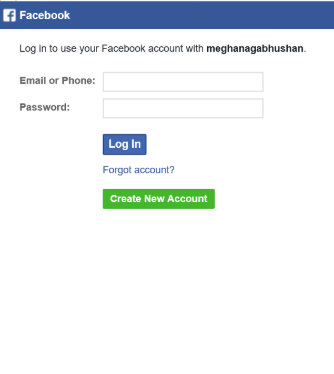 Facebook
Log in to use your Facebook account with meghanagabhushan.
Email or Phone:
Password:
Log In
Forgot account?
Create New Account